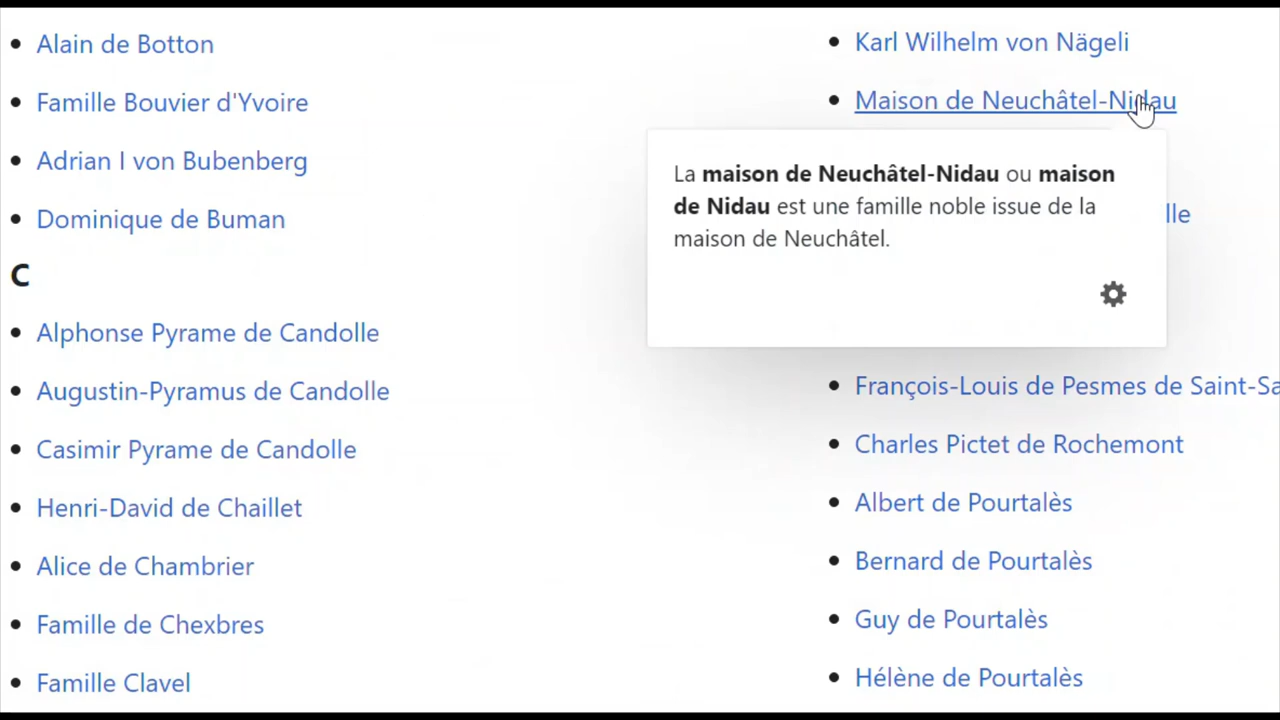 Alain de Botton
Famille Bouvier d'Yvoire
Adrian I von Bubenberg
Dominique de Buman
C
Alphonse Pyrame de Candolle
Augustin-Pyramus de Candolle
Casimir Pyrame de Candolle
Henri-David de Chaillet
Alice de Chambrier
Famille de Chexbres
Famille Clavel
Karl Wilhelm von Nägeli
Maison de Neuchâtel-Nidau
La maison de Neuchâtel-Nidau ou maison
de Nidau est une famille noble issue de la
maison de Neuchâtel.
François-Louis de Pesmes de
Charles Pictet de Rochemont
Albert de Pourtalès
Bernard de Pourtalès
Guy de Pourtalès
Hélène de Pourtalès